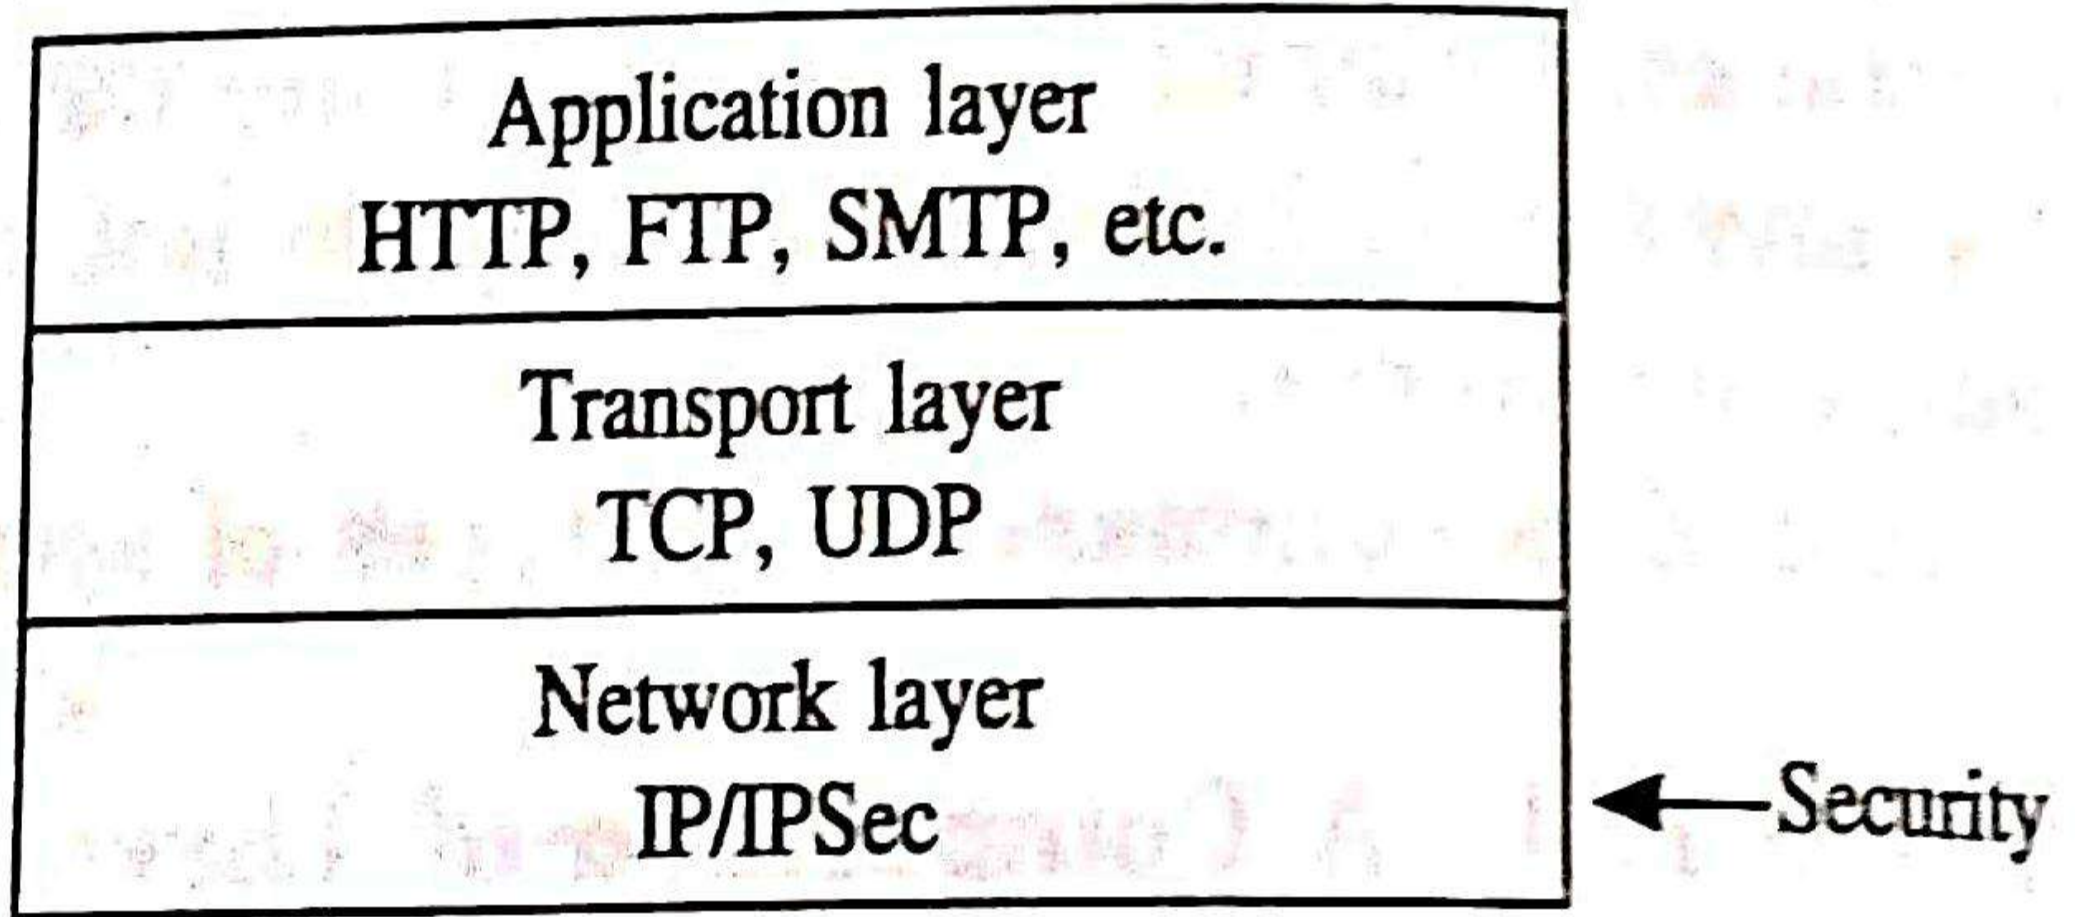 Application layer
HTTP, FTP, SMTP, etc.
Transport layer
TCP, UDP
Network layer
IP/IPSec
Security